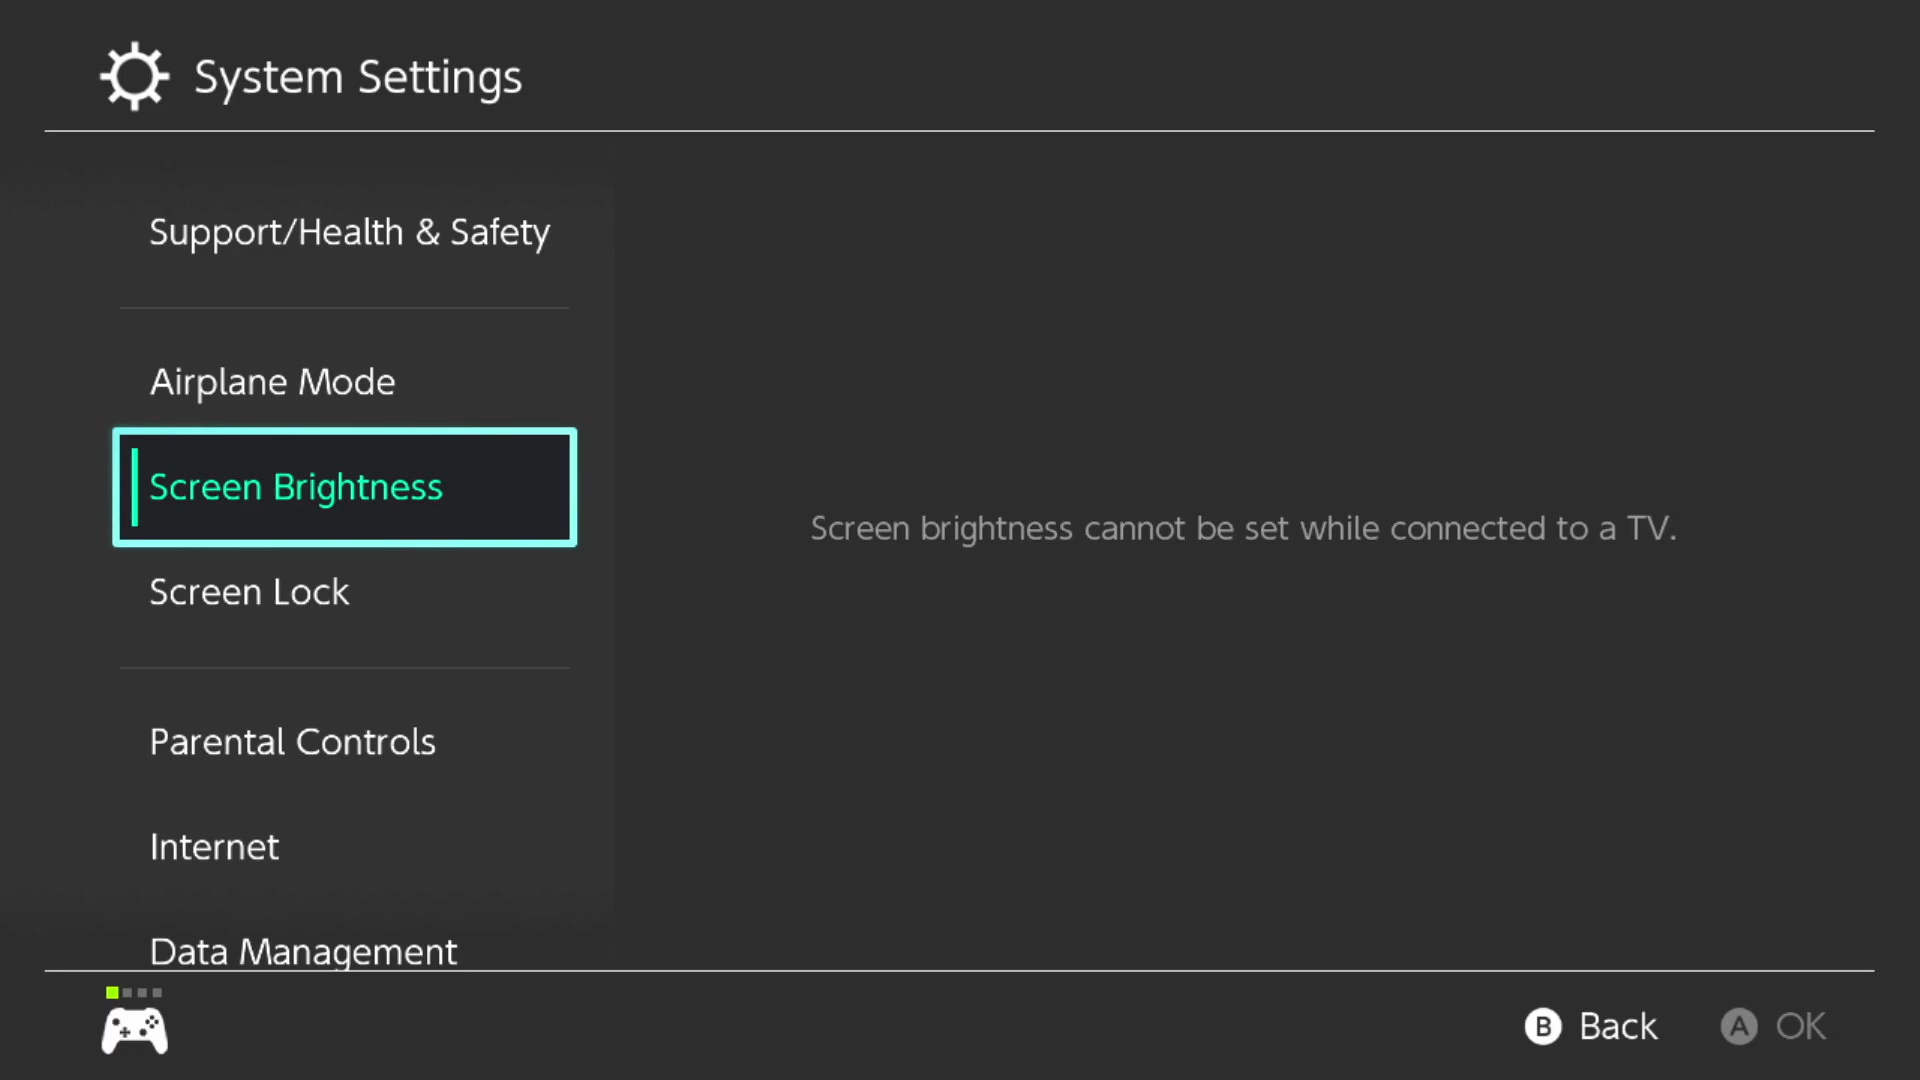 System Settings
Support/Health & Safety
Airplane Mode
Screen Brightness
Screen Lock
Parental Controls
Internet
Data Management
Screen brightness cannot be set while connected to a TV.
B Back
A OK